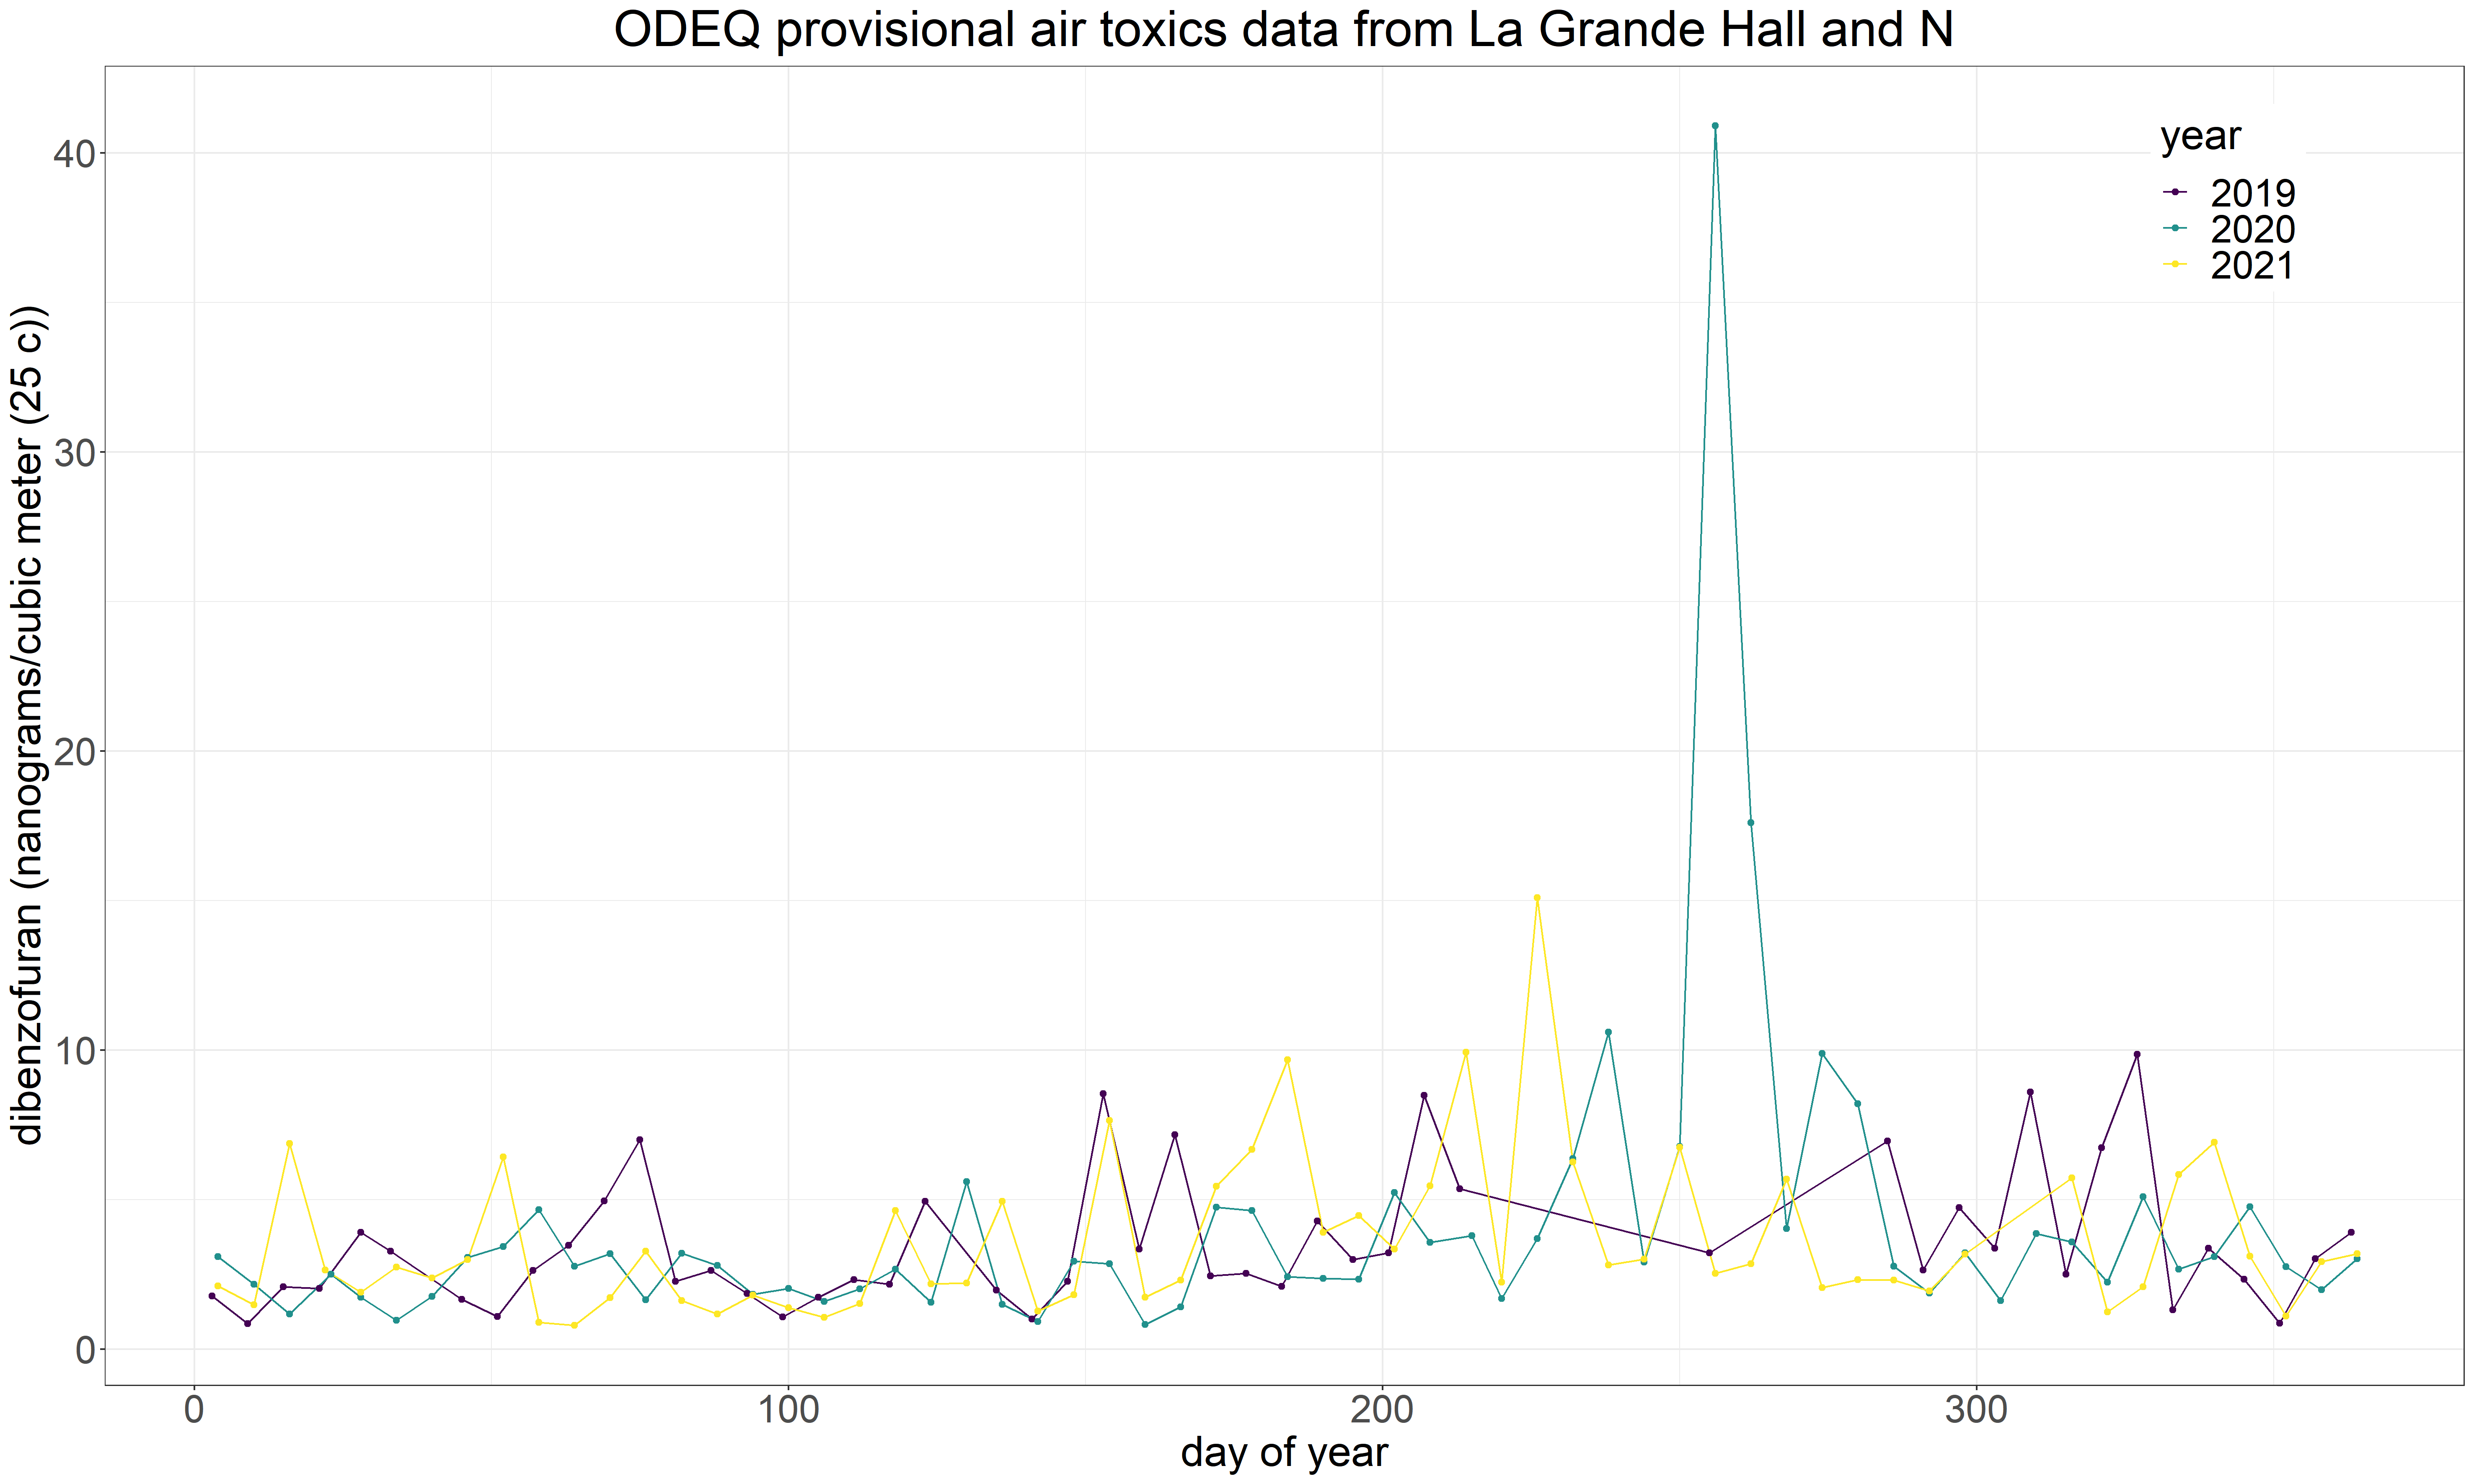 ODEQ provisional air toxics data from La Grande Hall and N
dibenzofuran (nanograms/cubic meter (25 c))
40
30
20
10
0
year
2019
2020
2021
0 100 200 300
day of year